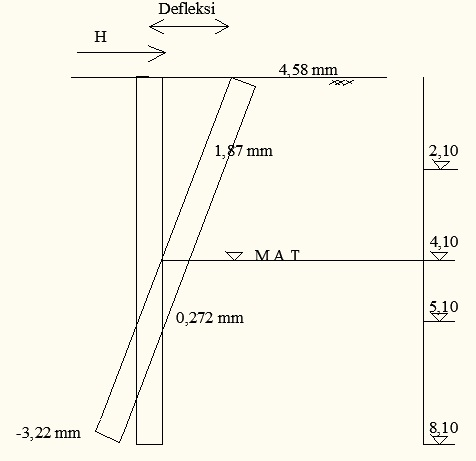 Defleksi
H
4,58 mm
1,87 mm
2,10
4,10
M A T
5,10
0,272 mm
8,10
-3,22 mm